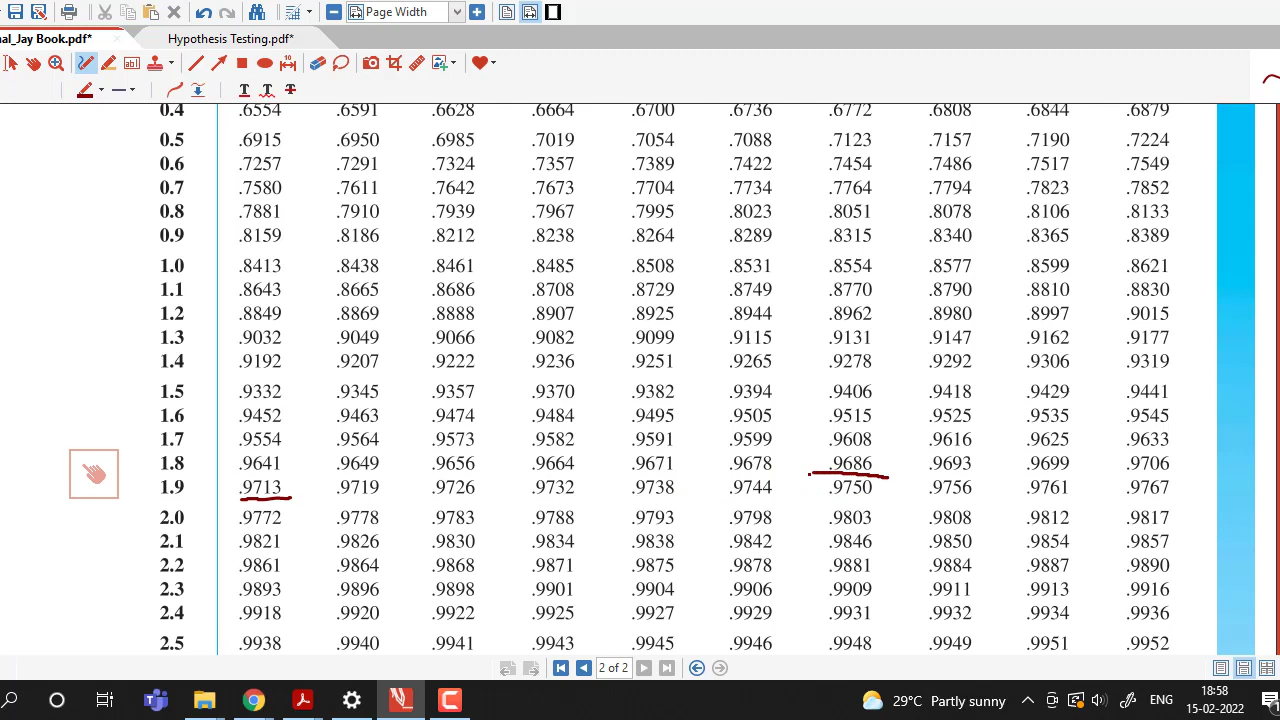 Page Width
nal_Jay Book.pdf* Hypothesis Testing.pdf*
10
T T T
0.4 .6554 .6591 .6628 .6664 .6700 .6736 .6772 .6808 .6844 .6879
0.5 .6915 .6950 .6985 .7019 .7054 .7088 .7123 .7157 .7190 .7224
0.6 .7257 .7291 .7324 .7357 .7389 .7422 .7454 .7486 .7517 .7549
0.7 .7580 .7611 .7642 .7673 .7704 .7734 .7764 .7794 .7823 .7852
0.8 .7881 .7910 .7939 .7967 .7995 .8023 .8051 .8078 .8106 .8133
0.9 .8159 .8186 .8212 .8238 .8264 .8289 .8315 .8340 .8365 .8389
1.0 .8413 .8438 .8461 .8485 .8508 .8531 .8554 .8577 .8599 .8621
1.1 .8643 .8665 .8686 .8708 .8729 .8749 .8770 .8790 .8810 .8830
1.2 .8849 .8869 .8888 .8907 .8925 .8944 .8962 .8980 .8997 .9015
1.3 .9032 .9049 .9066 .9082 .9099 .9115 .9131 .9147 .9162 .9177
1.4 .9192 .9207 .9222 .9236 .9251 .9265 .9278 .9292 .9306 .9319
1.5 .9332 .9345 .9357 .9370 .9382 .9394 .9406 .9418 .9429 .9441
1.6 .9452 .9463 .9474 .9484 .9495 .9505 .9515 .9525 .9535 .9545
1.7 .9554 .9564 .9573 .9582 .9591 .9599 .9608 .9616 .9625 .9633
1.8 .9641 .9649 .9656 .9664 .9671 .9678 .9686 .9693 .9699 .9706
1.9 .9713 .9719 .9726 .9732 .9738 .9744 .9750 .9756 .9761 .9767
2.0 .9772 .9778 .9783 .9788 .9793 .9798 .9803 .9808 .9812 .9817
2.1 .9821 .9826 .9830 .9834 .9838 .9842 .9846 .9850 .9854 .9857
2.2 .9861 .9864 .9868 .9871 .9875 .9878 .9881 .9884 .9887 .9890
2.3 .9893 .9896 .9898 .9901 .9904 .9906 .9909 .9911 .9913 .9916
2.4 .9918 .9920 .9922 .9925 .9927 .9929 .9931 .9932 .9934 .9936
2.5 .9938 .9940 .9941 .9943 .9945 .9946 .9948 .9949 .9951 .9952
2 of 2
29°C Partly sunny ENG 18:58
15-02-2022